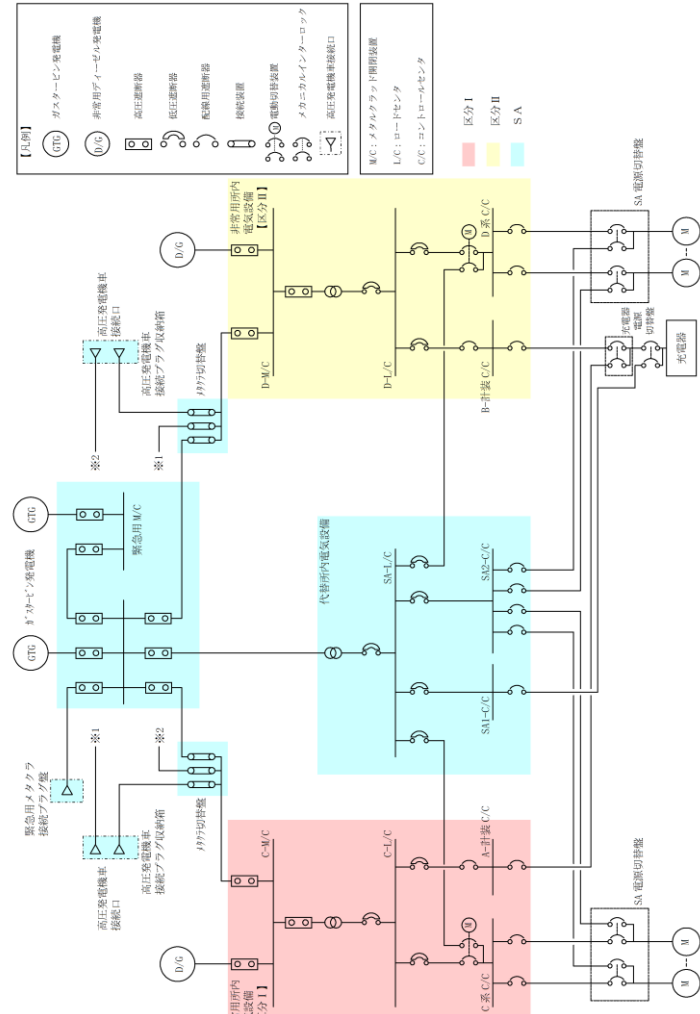 【凡例】
GTG
ガスタービン発電機
D/G
非常用ディーゼル発電機
高圧遮断器
低圧遮断器
配線用遮断器
接続装置
M
電動切替装置
メカニカルインターロック
高圧発電機車接続口
M/C：メタルクラッド開閉装置
L/C：ロードセンタ
C/C：コントロールセンタ
区分Ⅰ
区分Ⅱ
ＳＡ
緊急用メタクラ
接続プラグ盤
GTG
ｶﾞｽﾀｰﾋﾞﾝ発電機
GTG
緊急用 M/C
高圧発電機車
接続口
高圧発電機車
接続プラグ収納箱
※1
※2
ﾒﾀｸﾗ切替盤
高圧発電機車
接続口
高圧発電機車
接続プラグ収納箱
※2
※1
ﾒﾀｸﾗ切替盤
D/G
用所内
設備
区分Ⅰ】
C-M/C
C-L/C
M
C 系 C/C
A-計装 C/C
代替所内電気設備
SA-L/C
SA1-C/C
SA2-C/C
D/G
非常用所内
電気設備
【区分Ⅱ】
D-M/C
D-L/C
M
B-計装 C/C
D 系 C/C
SA 電源切替盤
M
M
充電器
電源
切替盤
充電器
SA 電源切替盤
M
M